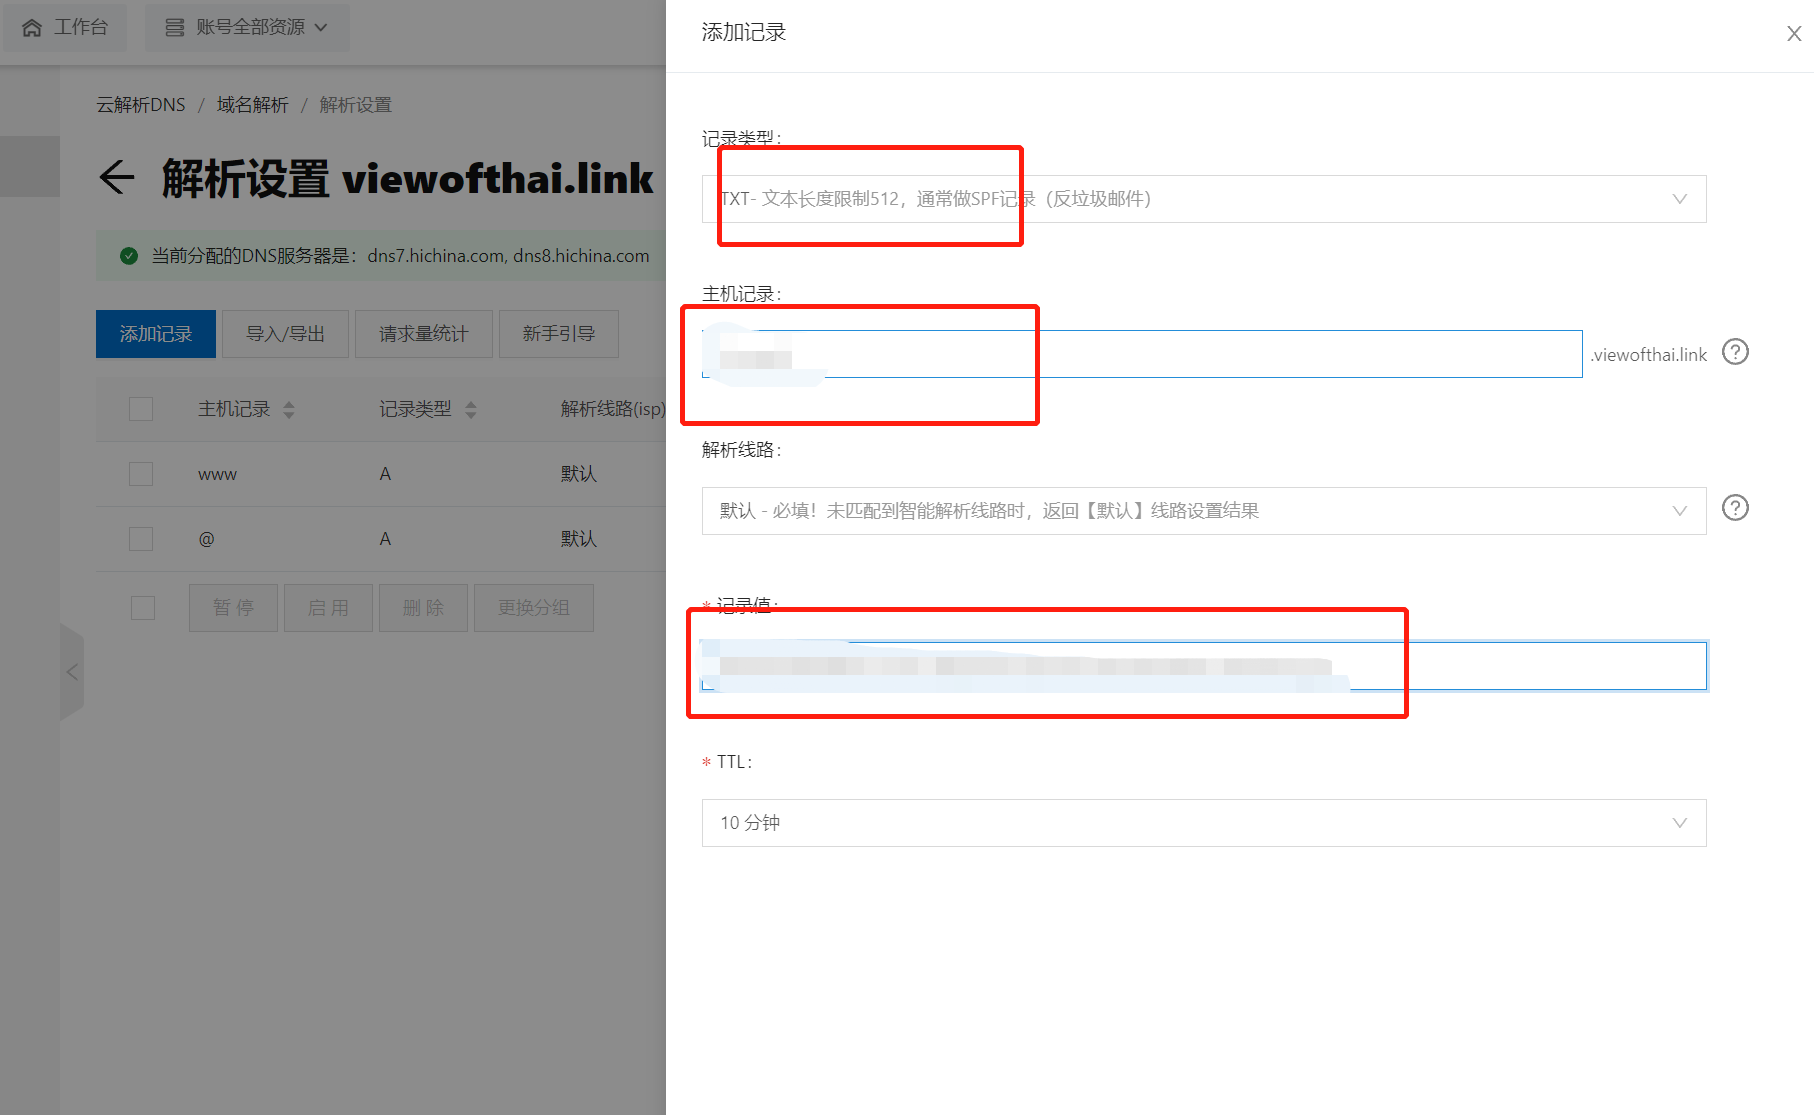 工作台
账号全部资源
云解析DNS / 域名解析 / 解析设置
解析设置 viewofthai.link
当前分配的DNS服务器是：dns7.hichina.com, dns8.hichina.com
添加记录
导入/导出
请求量统计
新手引导
主机记录
记录类型
解析线路(isp)
www
A
默认
@
A
默认
暂 停
启 用
删 除
更换分组
添加记录
记录类型：
TXT- 文本长度限制512，通常做SPF记录（反垃圾邮件）
主机记录：
.viewofthai.link
解析线路：
默认 - 必填！未匹配到智能解析线路时，返回【默认】线路设置结果
* 记录值：
* TTL：
10 分钟